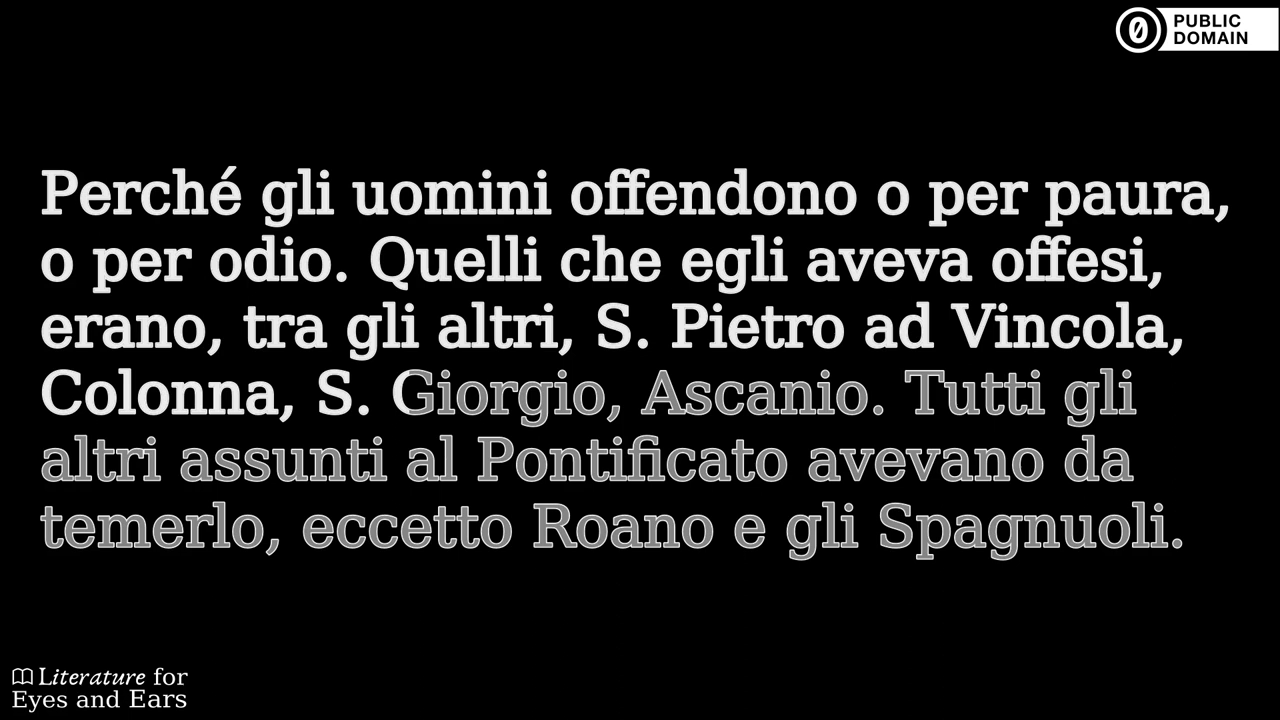 PUBLIC
DOMAIN
Perché gli uomini offendono o per paura,
o per odio. Quelli che egli aveva offesi,
erano, tra gli altri, S. Pietro ad Vincola,
Colonna, S. Giorgio, Ascanio. Tutti gli
altri assunti al Pontificato avevano da
temerlo, eccetto Roano e gli Spagnuoli.
Literature for
Eyes and Ears